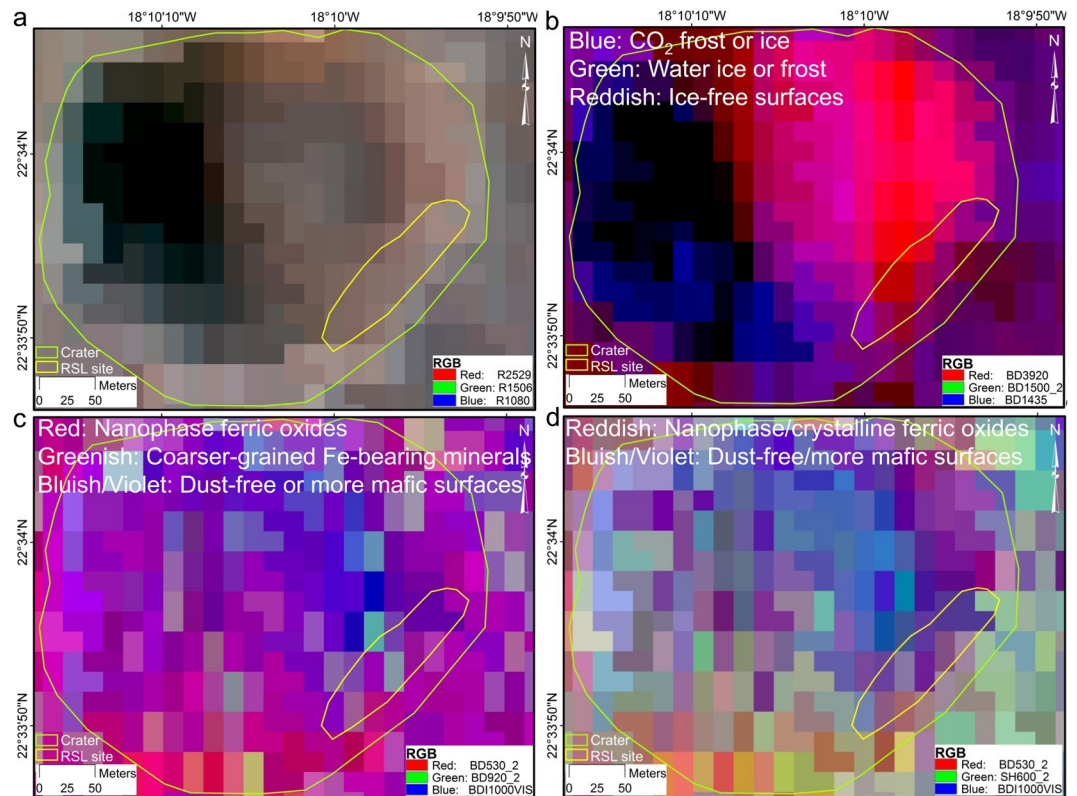 a
18°10'10"W 18°10'0"W 18°9'50"W
N
22°34'N
22°33'50"N
Crater
RSL site
Meters
0 25 50
RGB
Red: R2529
Green: R1506
Blue: R1080
b
18°10'10"W 18°10'0"W 18°9'50"W
Blue: CO₂ frost or ice
Green: Water ice or frost
Reddish: Ice-free surfaces
N
22°34'N
22°33'50"N
Crater
RSL site
Meters
0 25 50
RGB
Red: BD3920
Green: BD1500_2
Blue: BD1435
c
Red: Nanophase ferric oxides
Greenish: Coarser-grained Fe-bearing minerals
Bluish/Violet: Dust-free or more mafic surfaces
N
22°34'N
22°33'50"N
Crater
RSL site
Meters
0 25 50
RGB
Red: BD530_2
Green: BD920_2
Blue: BDI1000VIS
d
Reddish: Nanophase/crystalline ferric oxides
Bluish/Violet: Dust-free/more mafic surfaces
N
22°34'N
22°33'50"N
Crater
RSL site
Meters
0 25 50
RGB
Red: BD530_2
Green: SH600_2
Blue: BDI1000VIS